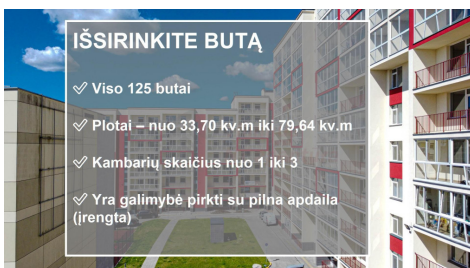 IŠSIRINKITE BUTĄ
✓ Viso 125 butai
✓ Plotai – nuo 33,70 kv.m iki 79,64 kv.m
✓ Kambarių skaičius nuo 1 iki 3
✓ Yra galimybė pirkti su pilna apdaila
(įrengta)